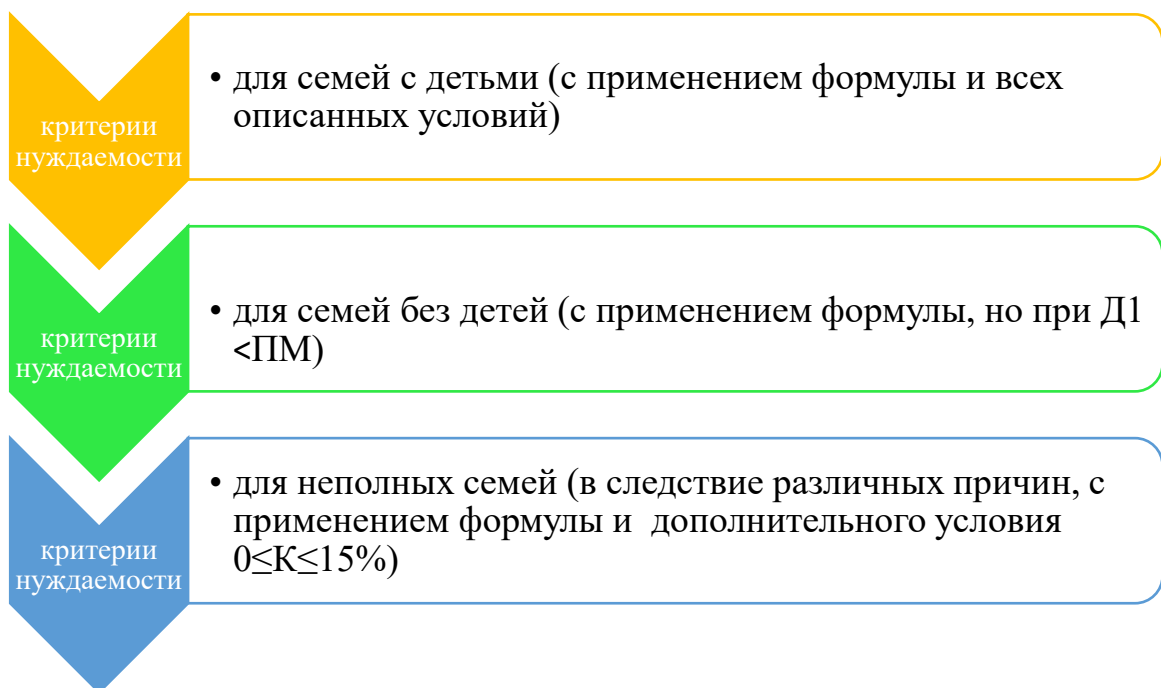 критерии
нуждаемости
• для семей с детьми (с применением формулы и всех
описанных условий)
критерии
нуждаемости
• для семей без детей (с применением формулы, но при Д1
<ПМ)
критерии
нуждаемости
• для неполных семей (в следствие различных причин, с
применением формулы и  дополнительного условия
0≤К≤15%)